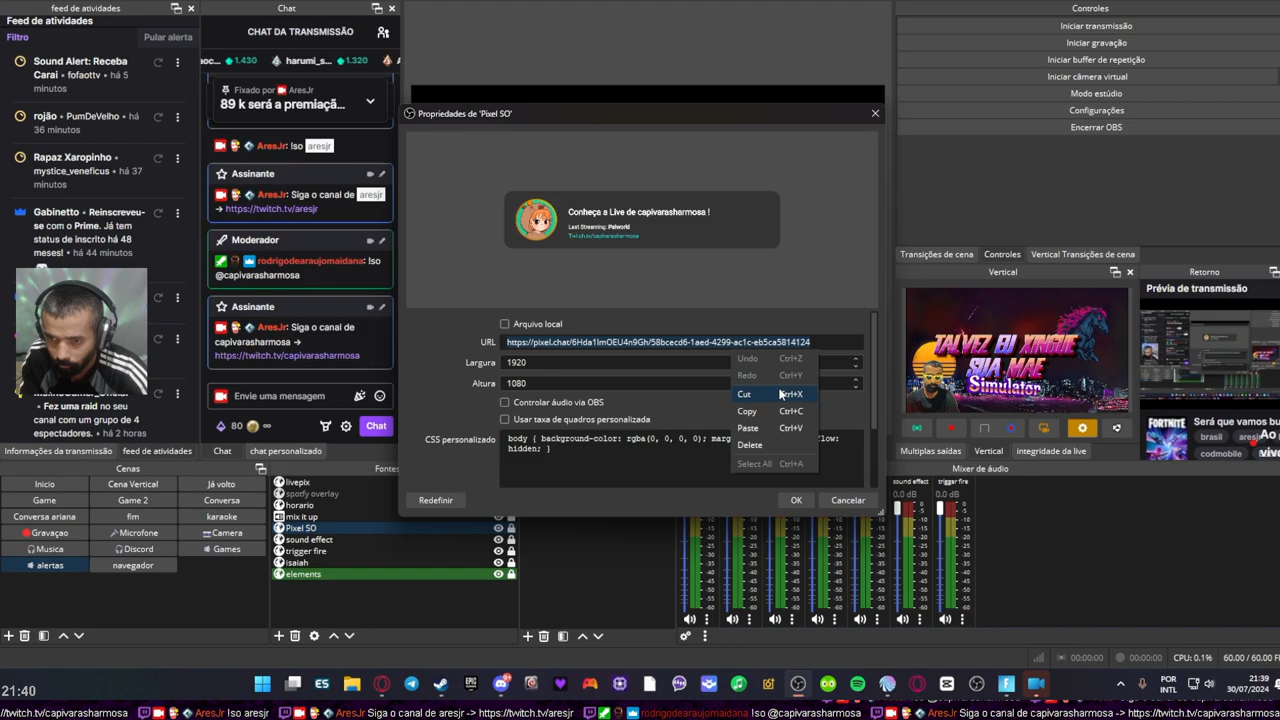 feed de atividades
Feed de atividades
Filtro
Pular alerta
Sound Alert: Receba
Carai • fofaottv • há 5
minutos
rojão • PumDeVelho • há
36 minutos
Rapaz Xaropinho •
mystice_veneficus • há 37
minutos
Gabinetto • Reinscreveu-
se com o Prime. Já tem
status de inscrito há 48
meses! • há 44 minutos
Fez uma raid no seu
canal com um grupo de 4
espectadores. • há 2 horas
Informações da transmissão
feed de atividades
Chat
CHAT DA TRANSMISSÃO
1.430
harumi_s...
1.320
Fixado por AresJr
89 k será a premiaçã...
AresJr: !so aresjr
Assinante
AresJr: Siga o canal de aresjr
→ https://twitch.tv/aresjr
Moderador
rodrigodearaujomaidana: !so
@capivarasharmosa
Assinante
AresJr: Siga o canal de
capivarasharmosa →
https://twitch.tv/capivarasharmosa
Envie uma mensagem
80
Chat
Chat
chat personalizado
Propriedades de 'Pixel SO'
Conheça a Live de capivarasharmosa !
Last Streaming: Palworld
Twitch.tv/capivarasharmosa
Arquivo local
URL
https://pixel.chat/6Hda1ImOEU4n9Gh/58bcecd6-1aed-4299-ac1c-eb5ca5814124
Largura
1920
Altura
1080
Controlar áudio via OBS
Usar taxa de quadros personalizada
CSS personalizado
body { background-color: rgba(0, 0, 0, 0); marg
flow:
hidden; }
Undo Ctrl+Z
Redo Ctrl+Y
Cut Ctrl+X
Copy Ctrl+C
Paste Ctrl+V
Delete
Select All Ctrl+A
Redefinir
OK
Cancelar
Controles
Iniciar transmissão
Iniciar gravação
Iniciar buffer de repetição
Iniciar câmera virtual
Modo estúdio
Configurações
Encerrar OBS
Transições de cena
Controles
Vertical Transições de cena
Vertical
Retorno
Prévia de transmissão
TALVEZ EU XINGUE
SUA MAE
Simulator
Será que vamos bu
brasil
aresj
codmobile
Multiplas saídas
Vertical
integridade da live
Cenas
Inicio
Cena Vertical
Já volto
Game
Game 2
Conversa
Conversa ariana
fim
karaoke
Gravaçao
Microfone
Camera
Musica
Discord
Games
alertas
navegador
Fontes
livepix
spotify overlay
horario
mix it up
Pixel SO
sound effect
trigger fire
isaiah
elements
Mixer de áudio
sound effect
trigger fire
0.0 dB
0.0 dB
00:00:00
00:00:00
CPU: 0.1%
60.00 / 60.00 FPS
21:40
POR
INTL
21:39
30/07/2024
//twitch.tv/capivarasharmosa AresJr !so aresjr AresJr Siga o canal de aresjr -> https://twitch.tv/aresjr rodrigodearaujomaidana !so @capivarasharmosa AresJr Siga o canal de capivarasharmosa -> https://twitch.tv/capivarasharmosa